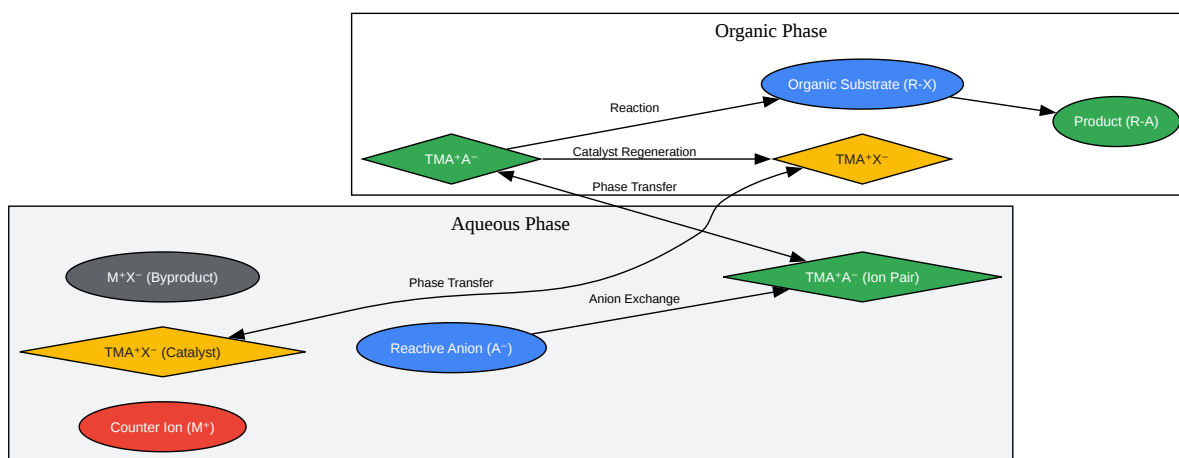 Organic Phase
Organic Substrate (R-X)
Reaction
Product (R-A)
TMA⁺A⁻
Catalyst Regeneration
TMA⁺X⁻
Phase Transfer
Aqueous Phase
M⁺X⁻ (Byproduct)
TMA⁺A⁻ (Ion Pair)
Phase Transfer
Anion Exchange
TMA⁺X⁻ (Catalyst)
Reactive Anion (A⁻)
Counter Ion (M⁺)